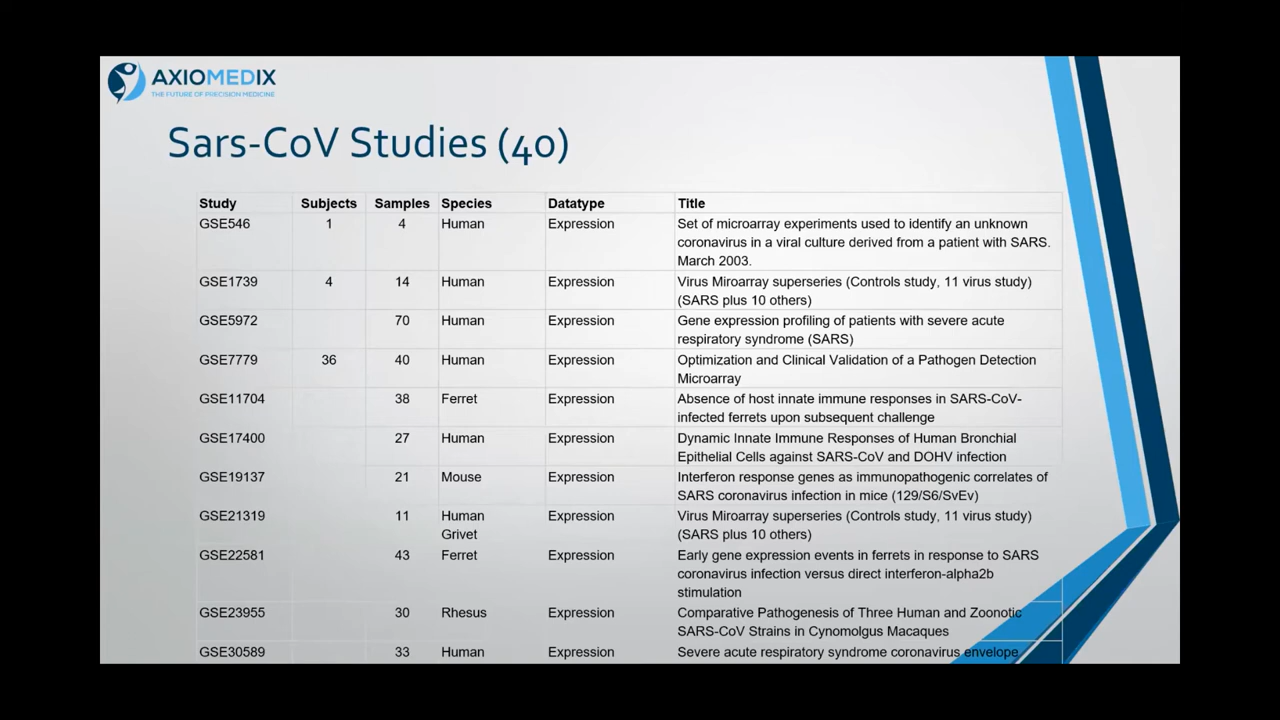 AXIOMEDIX
THE FUTURE OF PRECISION MEDICINE
Sars-CoV Studies (40)
Study Subjects Samples Species Datatype Title
GSE546 1 4 Human Expression Set of microarray experiments used to identify an unknown
coronavirus in a viral culture derived from a patient with SARS.
March 2003.
GSE1739 4 14 Human Expression Virus Miroarray superseries (Controls study, 11 virus study)
(SARS plus 10 others)
GSE5972 70 Human Expression Gene expression profiling of patients with severe acute
respiratory syndrome (SARS)
GSE7779 36 40 Human Expression Optimization and Clinical Validation of a Pathogen Detection
Microarray
GSE11704 38 Ferret Expression Absence of host innate immune responses in SARS-CoV-
infected ferrets upon subsequent challenge
GSE17400 27 Human Expression Dynamic Innate Immune Responses of Human Bronchial
Epithelial Cells against SARS-CoV and DOHV infection
GSE19137 21 Mouse Expression Interferon response genes as immunopathogenic correlates of
SARS coronavirus infection in mice (129/S6/SvEv)
GSE21319 11 Human Expression Virus Miroarray superseries (Controls study, 11 virus study)
Grivet (SARS plus 10 others)
GSE22581 43 Ferret Expression Early gene expression events in ferrets in response to SARS
coronavirus infection versus direct interferon-alpha2b
stimulation
GSE23955 30 Rhesus Expression Comparative Pathogenesis of Three Human and Zoonotic
SARS-CoV Strains in Cynomolgus Macaques
GSE30589 33 Human Expression Severe acute respiratory syndrome coronavirus envelope